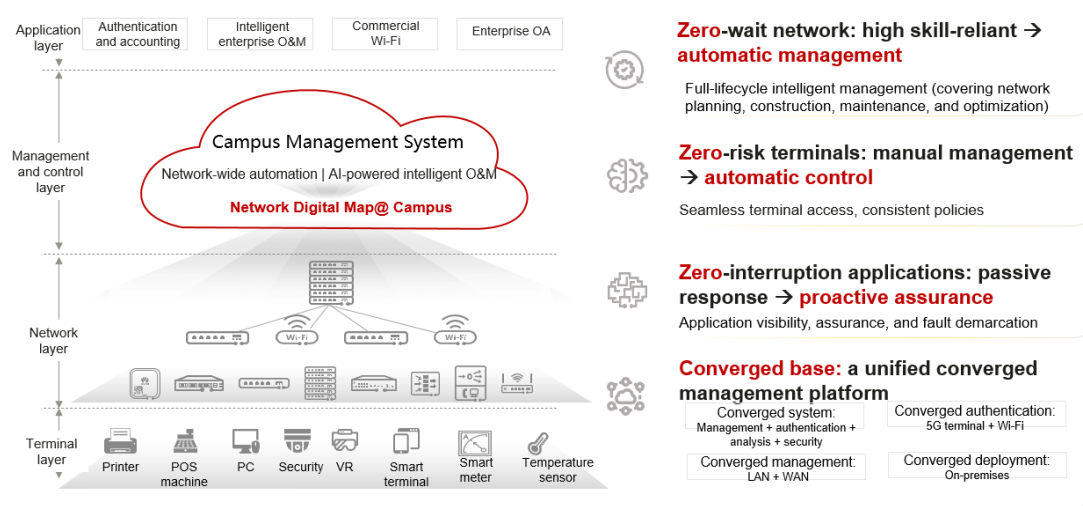 Application
layer
Authentication
and accounting
Intelligent
enterprise O&M
Commercial
Wi-Fi
Enterprise OA
Management
and control
layer
Campus Management System
Network-wide automation | AI-powered intelligent O&M
Network Digital Map@ Campus
Network
layer
Wi-Fi
Wi-Fi
Terminal
layer
Printer
POS
machine
PC
Security
VR
Smart
terminal
Smart
meter
Temperature
sensor
Zero-wait network: high skill-reliant →
automatic management
Full-lifecycle intelligent management (covering network
planning, construction, maintenance, and optimization)
Zero-risk terminals: manual management
→ automatic control
Seamless terminal access, consistent policies
Zero-interruption applications: passive
response → proactive assurance
Application visibility, assurance, and fault demarcation
Converged base: a unified converged
management platform
Converged system:
Management + authentication +
analysis + security
Converged authentication:
5G terminal + Wi-Fi
Converged management:
LAN + WAN
Converged deployment:
On-premises